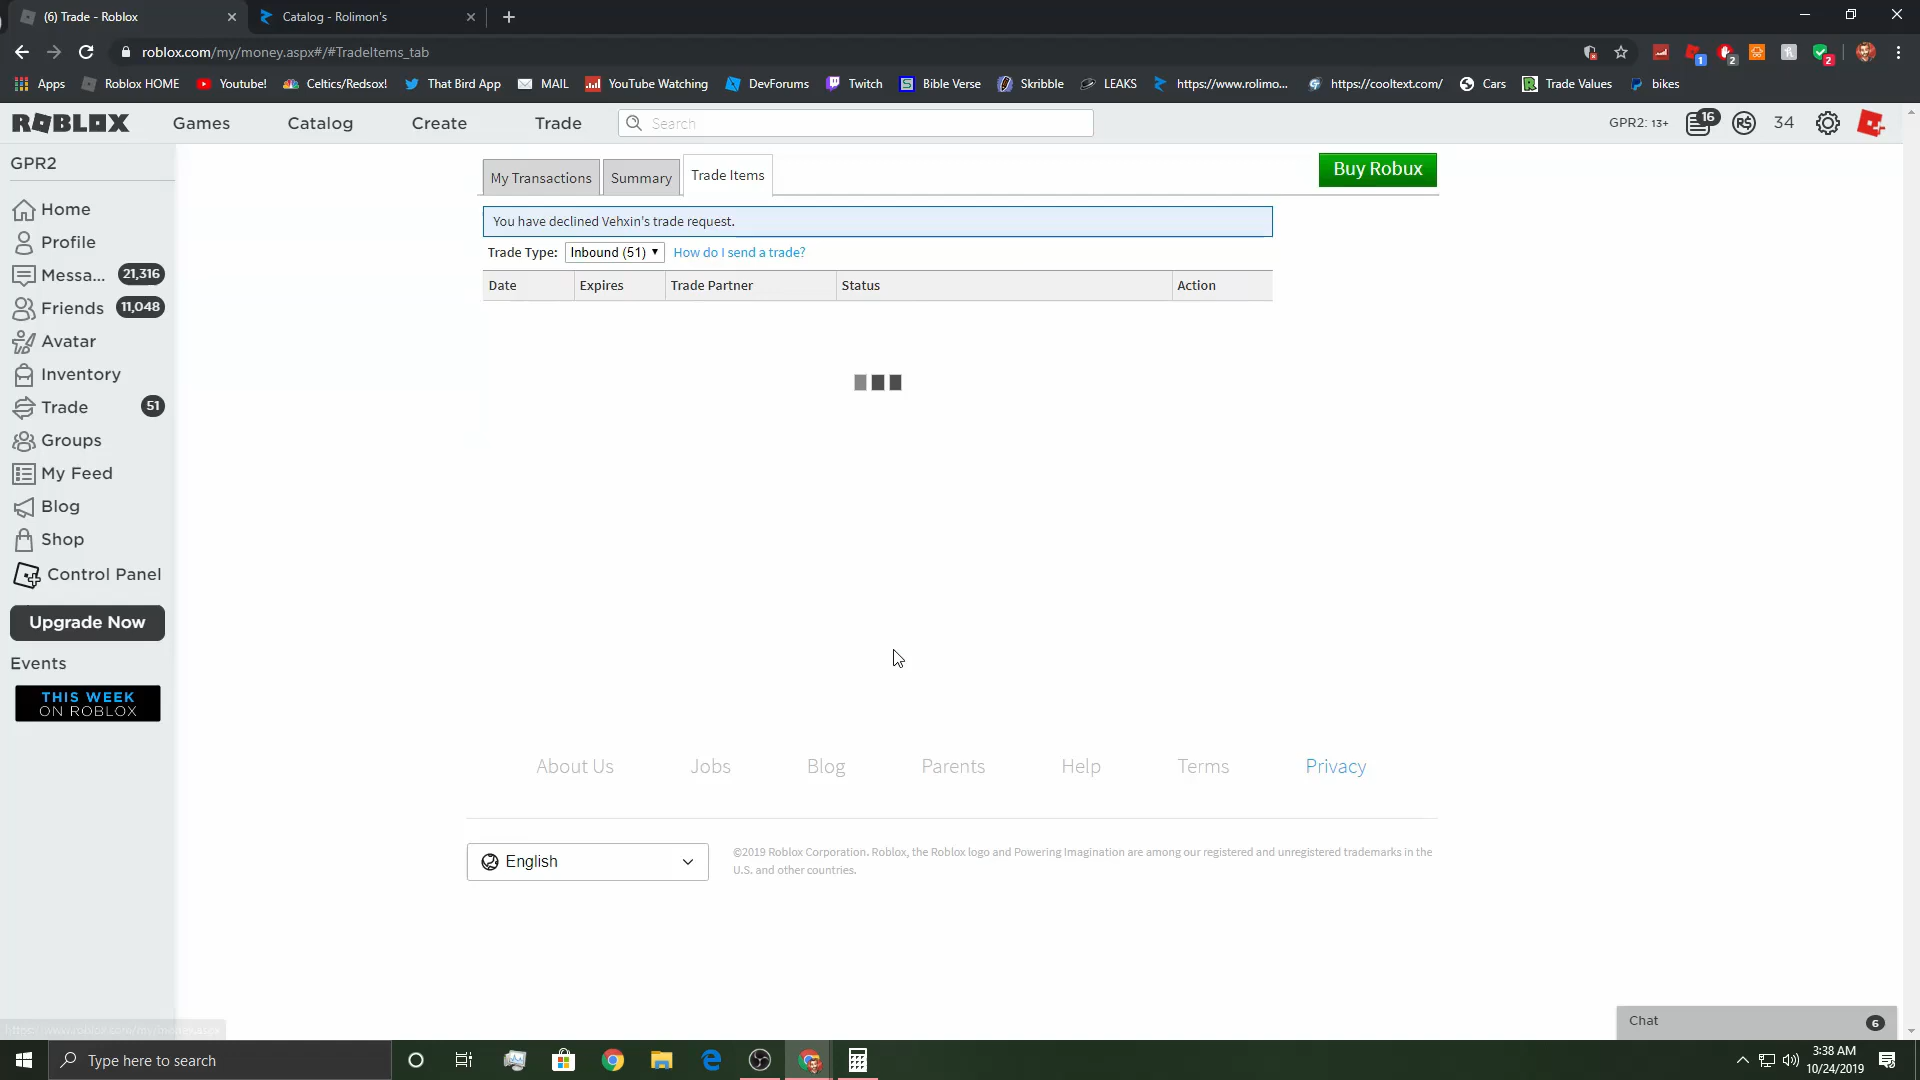 (6) Trade - Roblox
Catalog - Rolimon's
roblox.com/my/money.aspx#/#TradeItems_tab
Apps Roblox HOME Youtube! Celtics/Redsox! That Bird App MAIL YouTube Watching DevForums Twitch Bible Verse Skribble LEAKS https://www.rolimo... https://cooltext.com/ Cars Trade Values bikes
1 2 2
ROBLOX Games Catalog Create Trade Search GPR2: 13+ 16 34
GPR2
Home
Profile
Messa... 21,316
Friends 11,048
Avatar
Inventory
Trade 51
Groups
My Feed
Blog
Shop
Control Panel
Upgrade Now
Events
THIS WEEK
ON ROBLOX
My Transactions Summary Trade Items Buy Robux
You have declined Vehxin's trade request.
Trade Type: Inbound (51) How do I send a trade?
Date Expires Trade Partner Status Action
About Us Jobs Blog Parents Help Terms Privacy
English
©2019 Roblox Corporation. Roblox, the Roblox logo and Powering Imagination are among our registered and unregistered trademarks in the
U.S. and other countries.
Chat 6
Type here to search
3:38 AM
10/24/2019